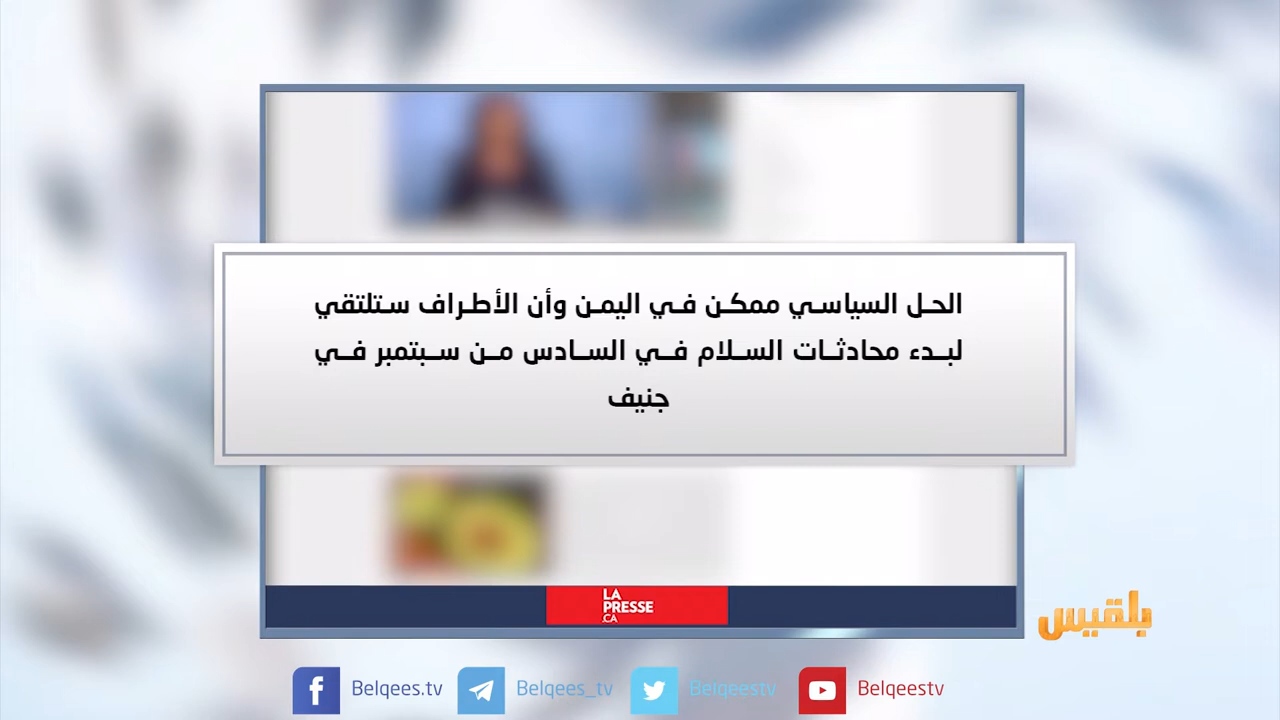 الحل السياسي ممكن في اليمن وأن الأطراف ستلتقي
لبدء محادثات السلام في السادس من سبتمبر في
جنيف
LA
PRESSE
.CA
بلقيس
Belqees.tv
Belqees_tv
Belqeestv
Belqeestv